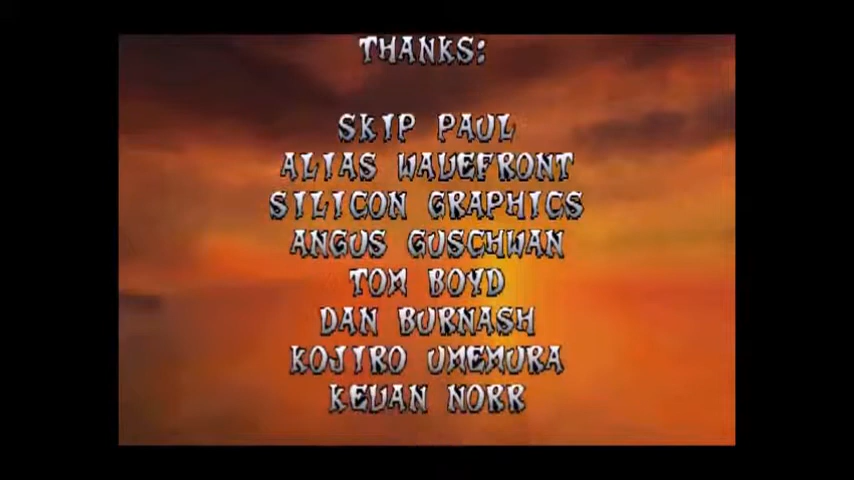 THANKS:
SKIP PAUL
ALIAS WAVEFRONT
SILICON GRAPHICS
ANGUS GUSCHWAN
TOM BOYD
DAN BURNASH
KOJIRO UMEMURA
KEVAN NORR